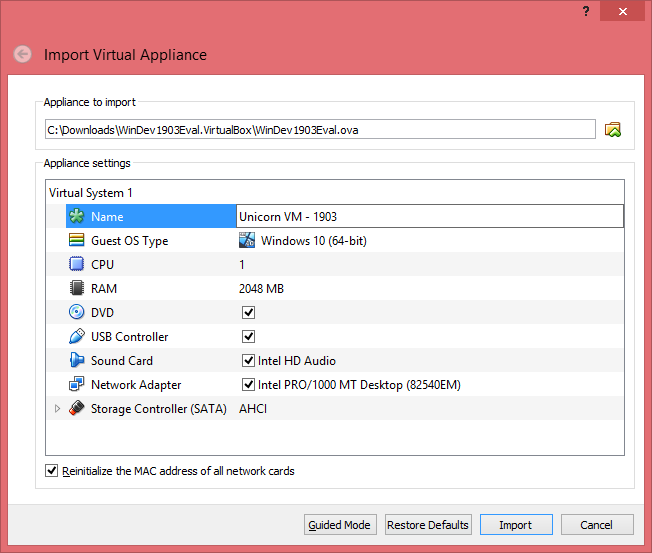 ?
Import Virtual Appliance
Appliance to import
C:\Downloads\WinDev1903Eval.VirtualBox\WinDev1903Eval.ova
Appliance settings
Virtual System 1
Name Unicorn VM - 1903
Guest OS Type Windows 10 (64-bit)
CPU 1
RAM 2048 MB
DVD
USB Controller
Sound Card Intel HD Audio
Network Adapter Intel PRO/1000 MT Desktop (82540EM)
Storage Controller (SATA) AHCI
Reinitialize the MAC address of all network cards
Guided Mode Restore Defaults Import Cancel